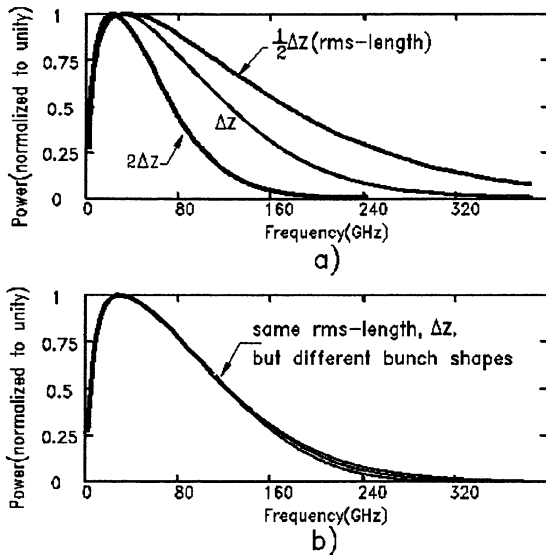 Power(normalized to unity)
1
0.75
0.5
0.25
0
½Δz(rms-length)
Δz
2Δz
0
80
160
240
320
Frequency(GHz)
a)
Power(normalized to unity)
1
0.75
0.5
0.25
0
same rms-length, Δz,
but different bunch shapes
0
80
160
240
320
Frequency(GHz)
b)